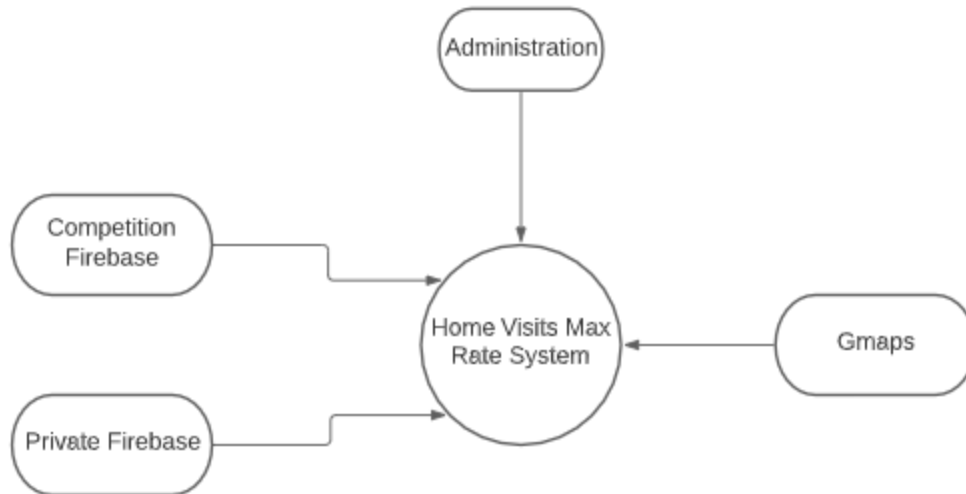 Administration
Competition
Firebase
Home Visits Max
Rate System
Gmaps
Private Firebase